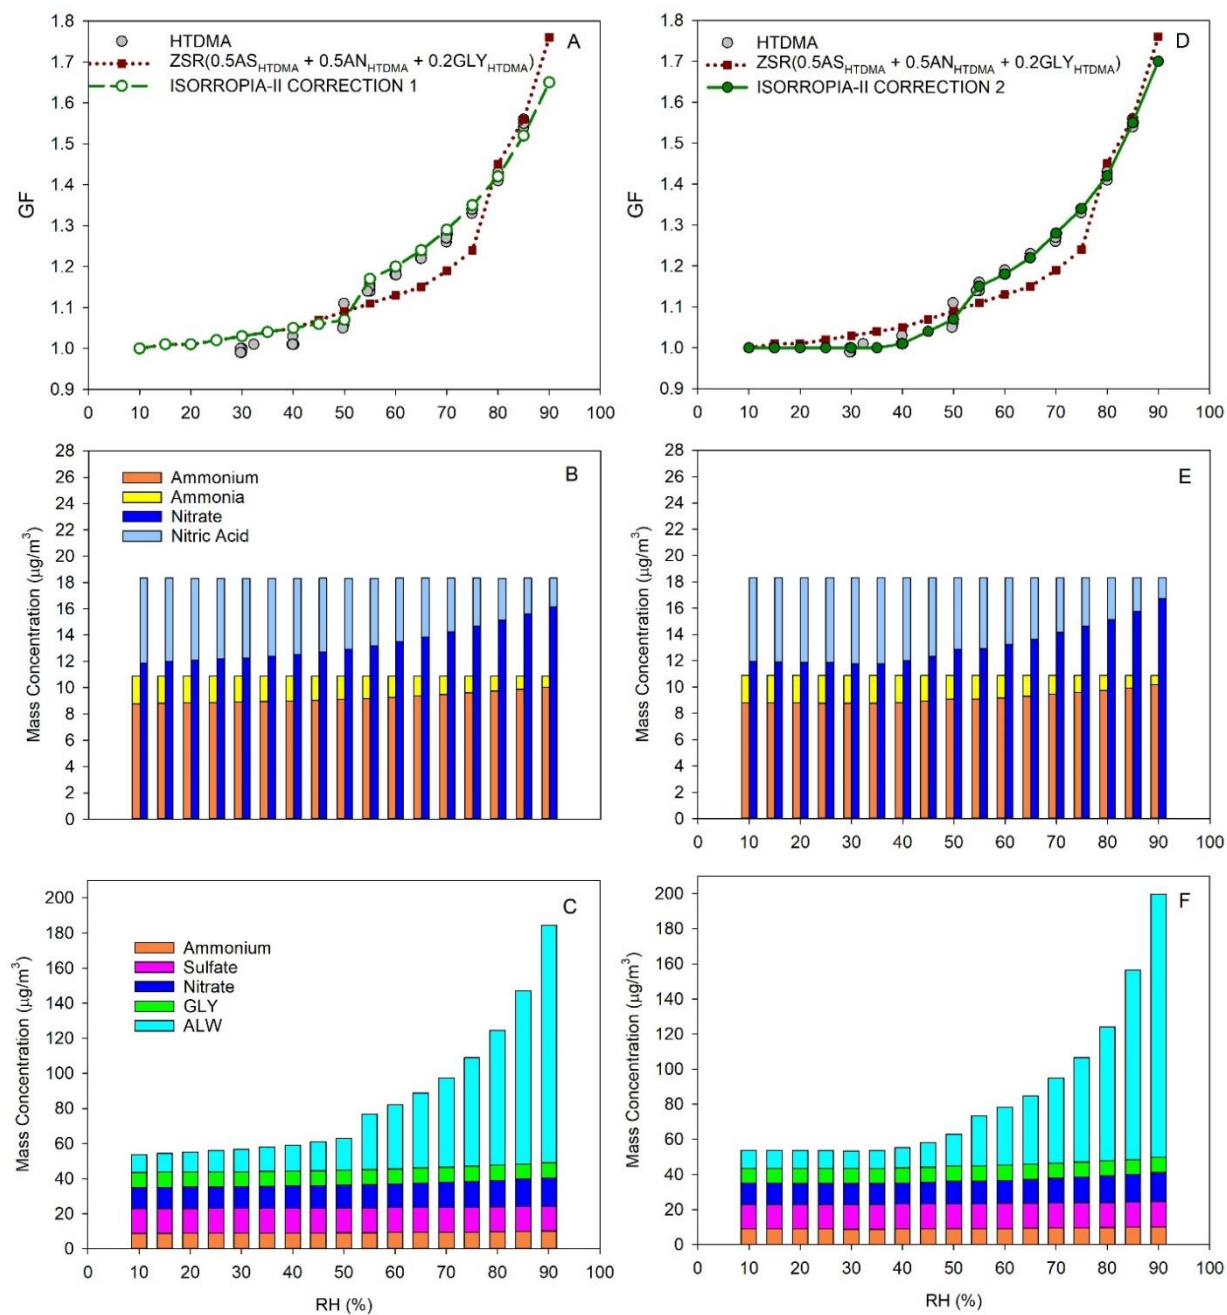 A
HTDMA
ZSR(0.5AS_HTDMA + 0.5AN_HTDMA + 0.2GLY_HTDMA)
ISORROPIA-II CORRECTION 1
GF
1.8
1.7
1.6
1.5
1.4
1.3
1.2
1.1
1.0
0.9
0 10 20 30 40 50 60 70 80 90 100
D
HTDMA
ZSR(0.5AS_HTDMA + 0.5AN_HTDMA + 0.2GLY_HTDMA)
ISORROPIA-II CORRECTION 2
GF
1.8
1.7
1.6
1.5
1.4
1.3
1.2
1.1
1.0
0.9
0 10 20 30 40 50 60 70 80 90 100
B
Ammonium
Ammonia
Nitrate
Nitric Acid
Mass Concentration (µg/m³)
28
26
24
22
20
18
16
14
12
10
8
6
4
2
0
E
Mass Concentration (µg/m³)
28
26
24
22
20
18
16
14
12
10
8
6
4
2
0
0 10 20 30 40 50 60 70 80 90 100
C
Ammonium
Sulfate
Nitrate
GLY
ALW
Mass Concentration (µg/m³)
200
180
160
140
120
100
80
60
40
20
0
0 10 20 30 40 50 60 70 80 90 100
RH (%)
F
Mass Concentration (µg/m³)
200
180
160
140
120
100
80
60
40
20
0
0 10 20 30 40 50 60 70 80 90 100
RH (%)